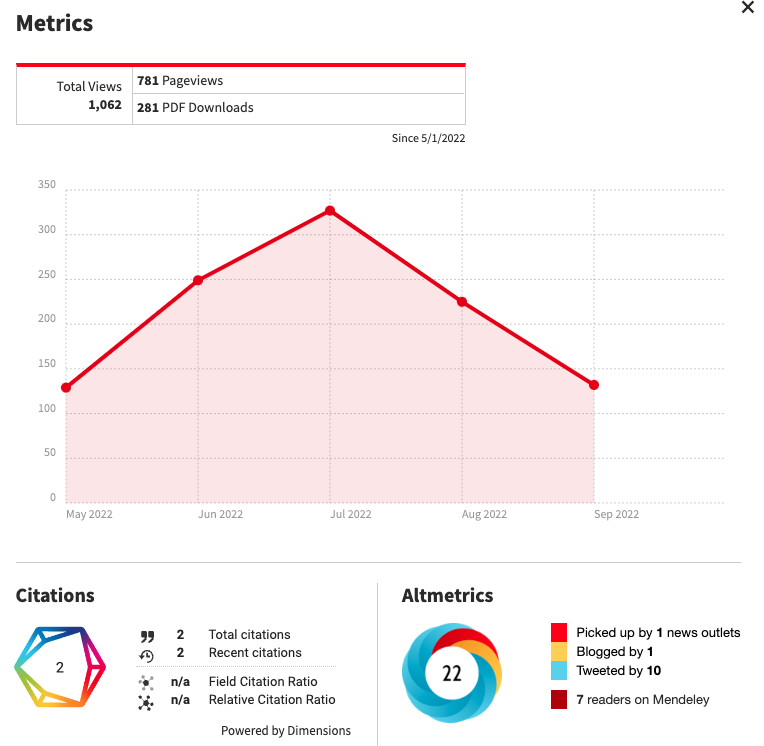 Metrics
Total Views
1,062
781 Pageviews
281 PDF Downloads
Since 5/1/2022
350
300
250
200
150
100
50
0
May 2022
Jun 2022
Jul 2022
Aug 2022
Sep 2022
Citations
2
2 Total citations
2 Recent citations
n/a Field Citation Ratio
n/a Relative Citation Ratio
Powered by Dimensions
Altmetrics
22
Picked up by 1 news outlets
Blogged by 1
Tweeted by 10
7 readers on Mendeley